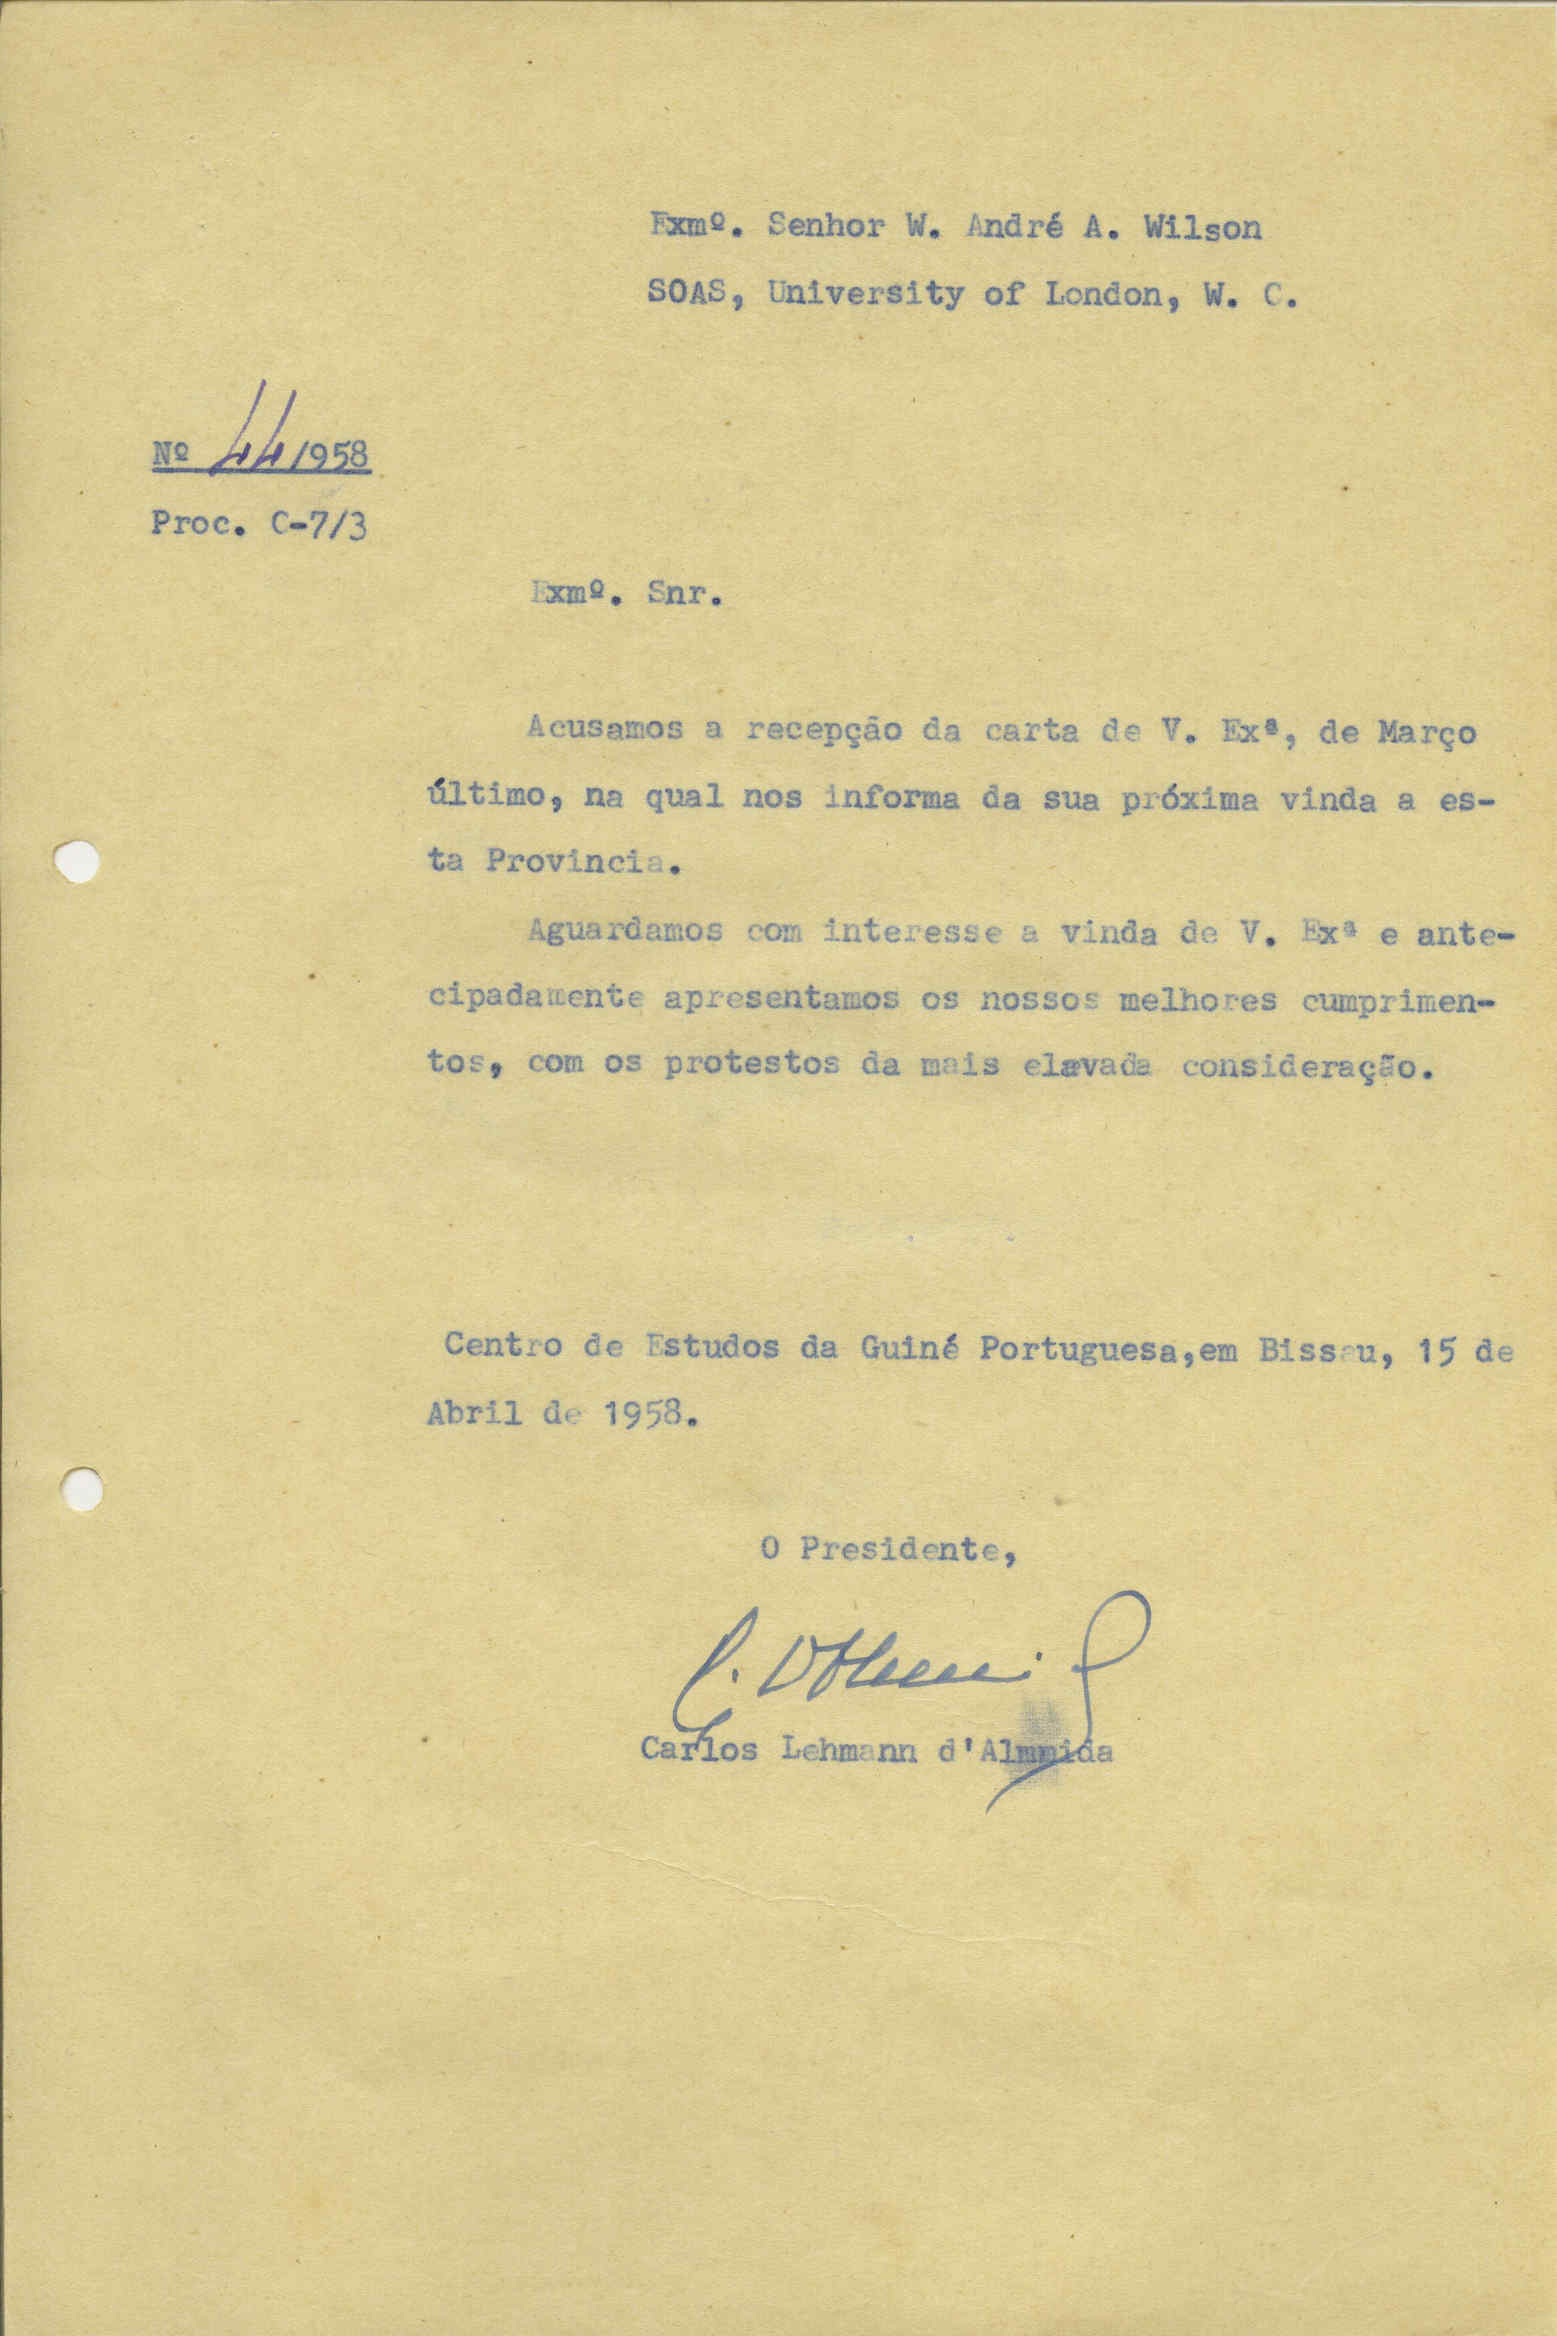 Exmº. Senhor W. André A. Wilson
SOAS, University of London, W. C.
Nº 44/958
Proc. C-7/3
Exmº. Snr.
Acusamos a recepção da carta de V. Exª, de Março
último, na qual nos informa da sua próxima vinda a es-
ta Provincia.
Aguardamos com interesse a vinda de V. Exª e ante-
cipadamente apresentamos os nossos melhores cumprimen-
tos, com os protestos da mais elevada consideração.
Centro de Estudos da Guiné Portuguesa,em Bissau, 15 de
Abril de 1958.
O Presidente,
Carlos Lehmann d'Almeida